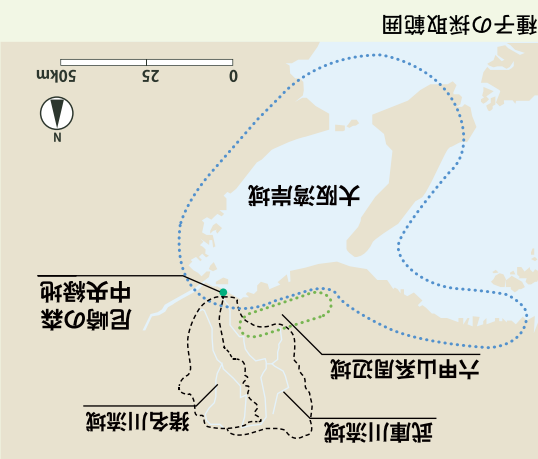 武庫川流域
猪名川流域
六甲山系周辺域
尼崎の森
中央緑地
大阪湾岸域
N
0 25 50km
種子の採取範囲